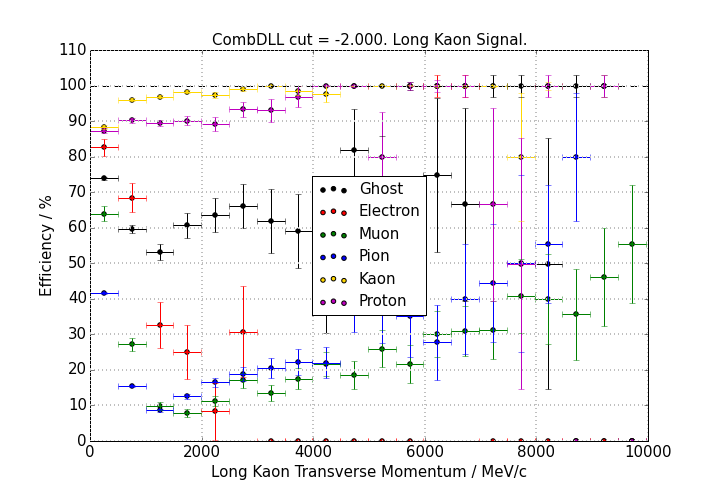 CombDLL cut = -2.000. Long Kaon Signal.
110
100
90
80
70
60
50
40
30
20
10
0
Efficiency / %
Ghost
Electron
Muon
Pion
Kaon
Proton
0 2000 4000 6000 8000 10000
Long Kaon Transverse Momentum / MeV/c